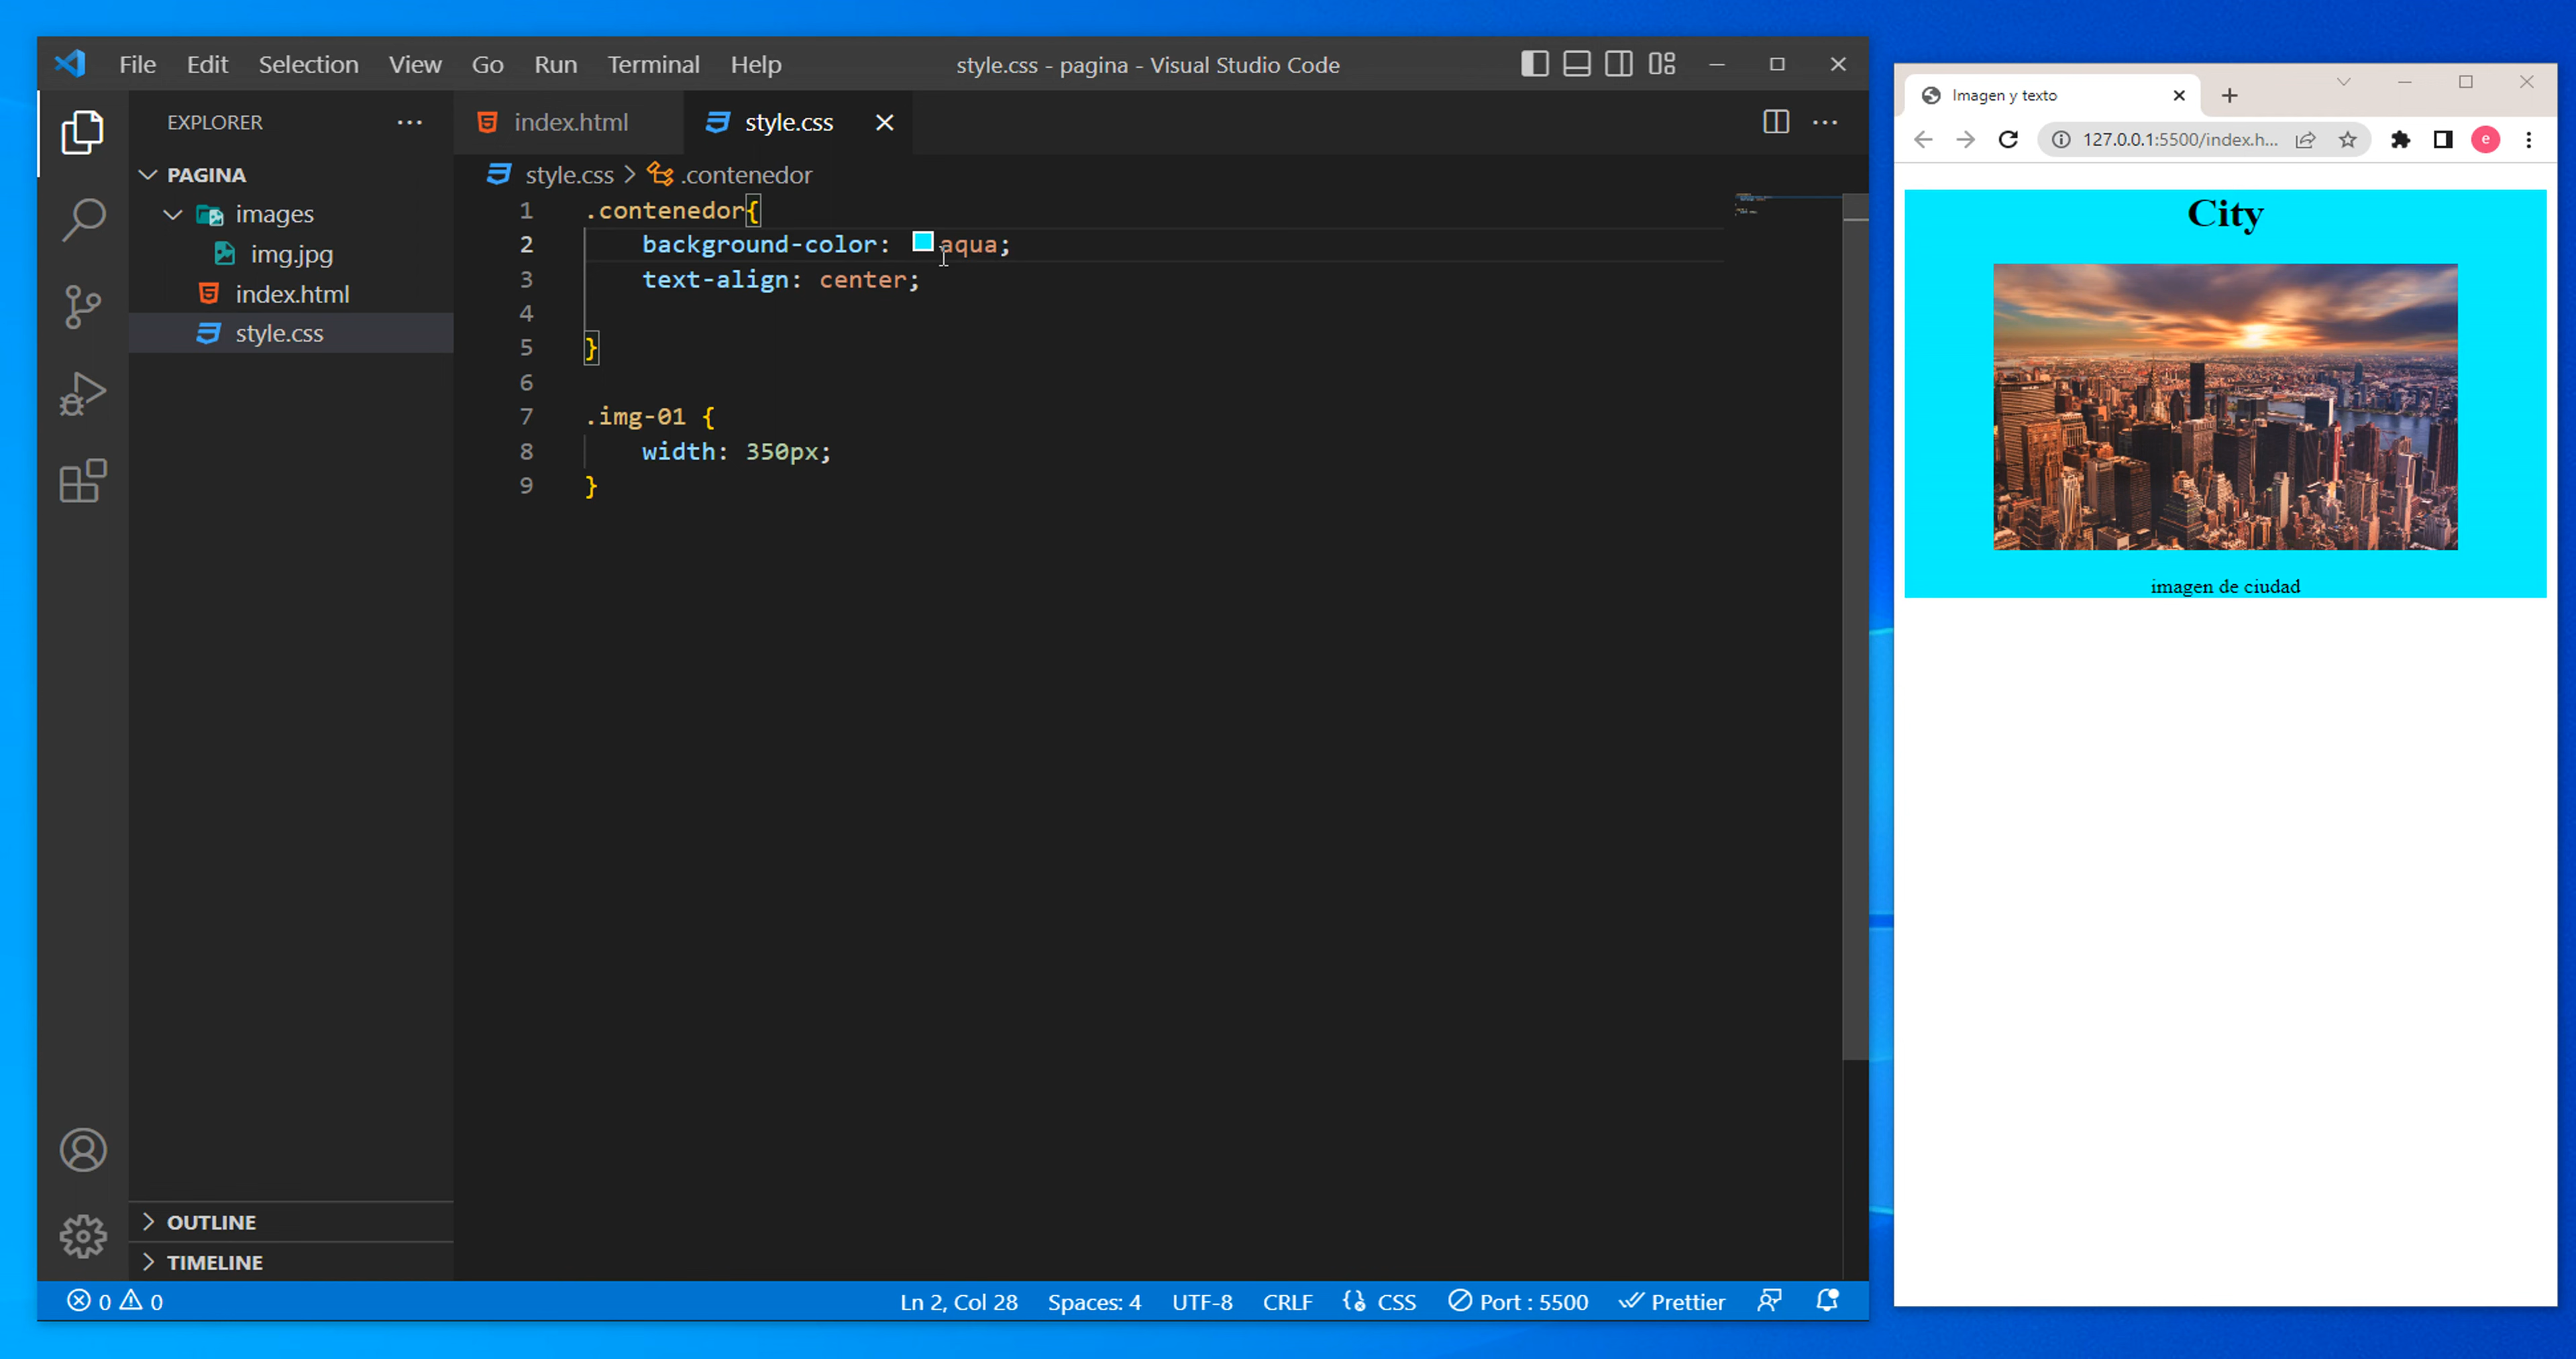 File Edit Selection View Go Run Terminal Help
style.css - pagina - Visual Studio Code
EXPLORER
PAGINA
images
img.jpg
index.html
style.css
OUTLINE
TIMELINE
index.html
style.css
style.css > .contenedor
1 .contenedor{
2 background-color: aqua;
3 text-align: center;
4
5 }
6
7 .img-01 {
8 width: 350px;
9 }
0 0
Ln 2, Col 28 Spaces: 4 UTF-8 CRLF CSS Port : 5500 Prettier
Imagen y texto
127.0.0.1:5500/index.h...
e
City
imagen de ciudad